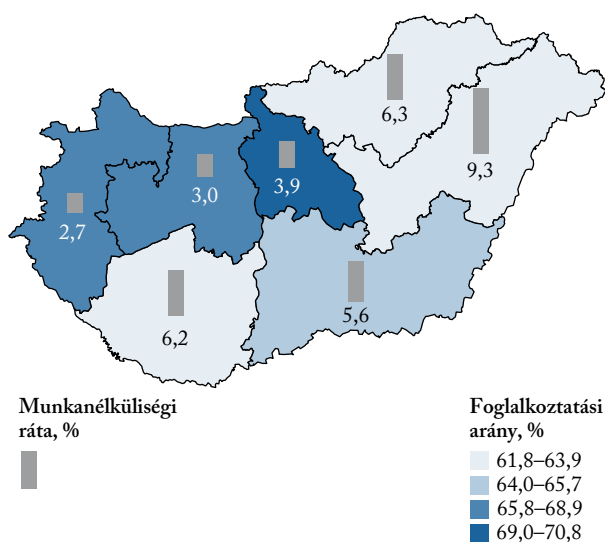 6,3
9,3
3,9
3,0
2,7
5,6
6,2
Munkanélküliségi
ráta, %
Foglalkoztatási
arány, %
61,8–63,9
64,0–65,7
65,8–68,9
69,0–70,8